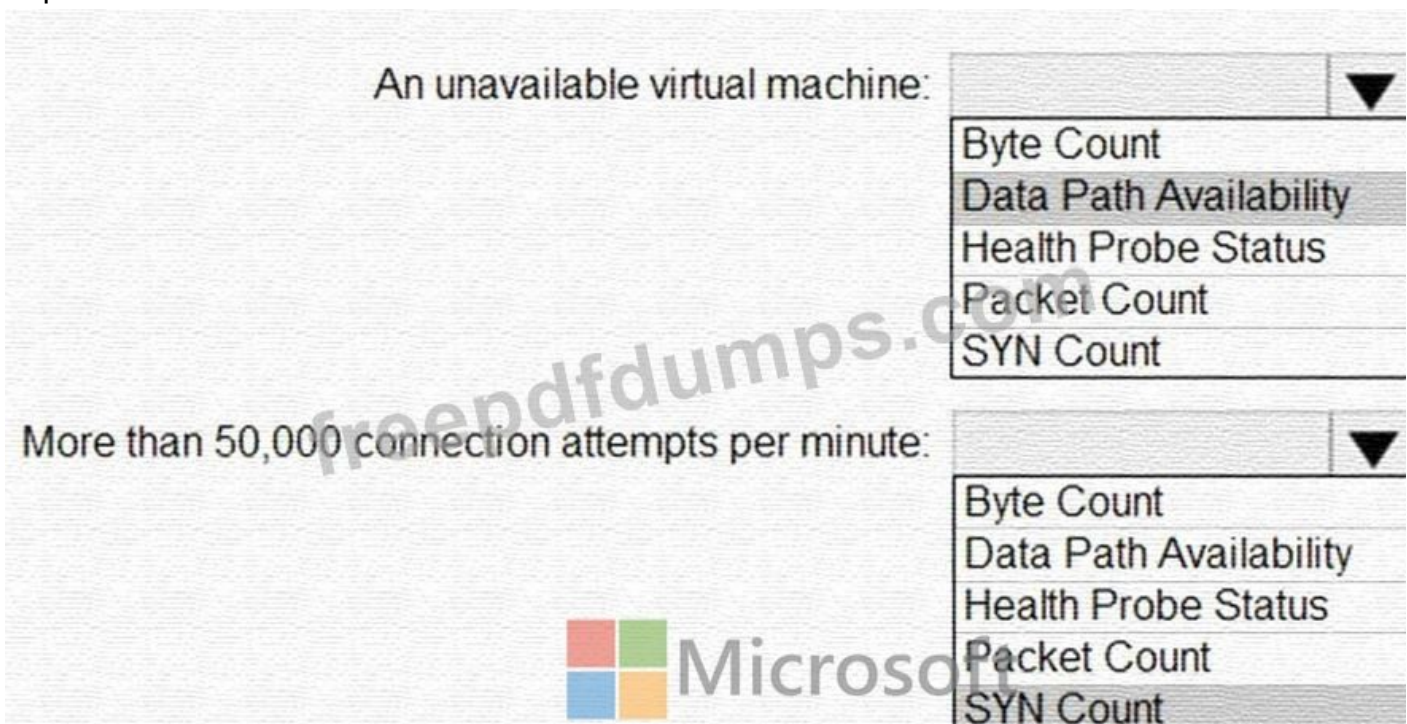 An unavailable virtual machine:
Byte Count
Data Path Availability
Health Probe Status
Packet Count
SYN Count
freepdfdumps.com
More than 50,000 connection attempts per minute:
Byte Count
Data Path Availability
Health Probe Status
Packet Count
SYN Count
Microsoft